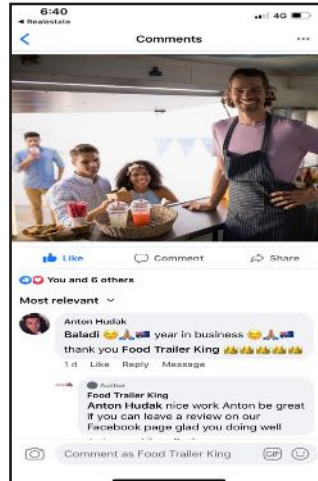 6:40
◀ Realestate
4G
Comments
Like
Comment
Share
You and 6 others
Most relevant
Anton Hudak
Baladi 😊🙏🏽🇦🇺 year in business 😊🙏🏽🇦🇺
thank you Food Trailer King 👍👍👍👍👍
1 d Like Reply Message
Author
Food Trailer King
Anton Hudak nice work Anton be great
if you can leave a review on our
Facebook page glad you doing well
Comment as Food Trailer King
GIF